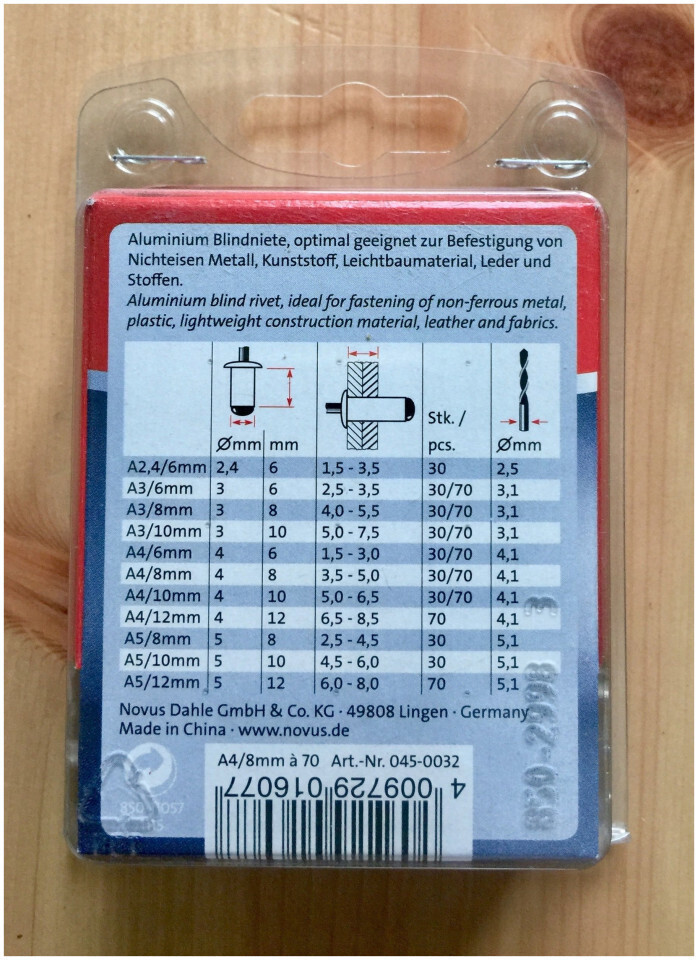 Aluminium Blindniete, optimal geeignet zur Befestigung von
Nichteisen Metall, Kunststoff, Leichtbaumaterial, Leder und
Stoffen.
Aluminium blind rivet, ideal for fastening of non-ferrous metal,
plastic, lightweight construction material, leather and fabrics.
Stk. /
Ømm mm pcs. Ømm
A2,4/6mm 2,4 6 1,5 - 3,5 30 2,5
A3/6mm 3 6 2,5 - 3,5 30/70 3,1
A3/8mm 3 8 4,0 - 5,5 30/70 3,1
A3/10mm 3 10 5,0 - 7,5 30/70 3,1
A4/6mm 4 6 1,5 - 3,0 30/70 4,1
A4/8mm 4 8 3,5 - 5,0 30/70 4,1
A4/10mm 4 10 5,0 - 6,5 30/70 4,1
A4/12mm 4 12 6,5 - 8,5 70 4,1
A5/8mm 5 8 2,5 - 4,5 30 5,1
A5/10mm 5 10 4,5 - 6,0 30 5,1
A5/12mm 5 12 6,0 - 8,0 70 5,1
Novus Dahle GmbH & Co. KG · 49808 Lingen · Germany
Made in China · www.novus.de
A4/8mm à 70 Art.-Nr. 045-0032
4 009729 016077